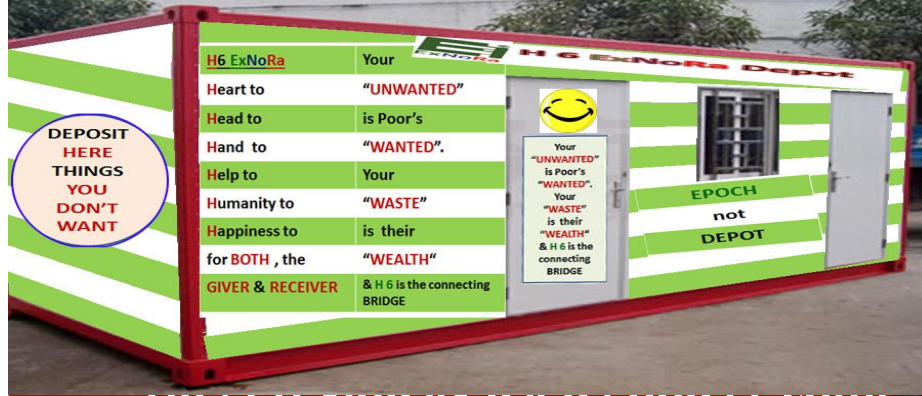 DEPOSIT
HERE
THINGS
YOU
DON'T
WANT
H6 ExNoRa Your
Heart to “UNWANTED”
Head to is Poor's
Hand to “WANTED”.
Help to Your
Humanity to “WASTE”
Happiness to is their
for BOTH , the “WEALTH“
GIVER & RECEIVER & H 6 is the connecting
BRIDGE
ExNoRa
H 6 ExNoRa Depot
Your
“UNWANTED”
is Poor's
“WANTED”.
Your
“WASTE”
is their
“WEALTH“
& H 6 is the
connecting
BRIDGE
EPOCH
not
DEPOT